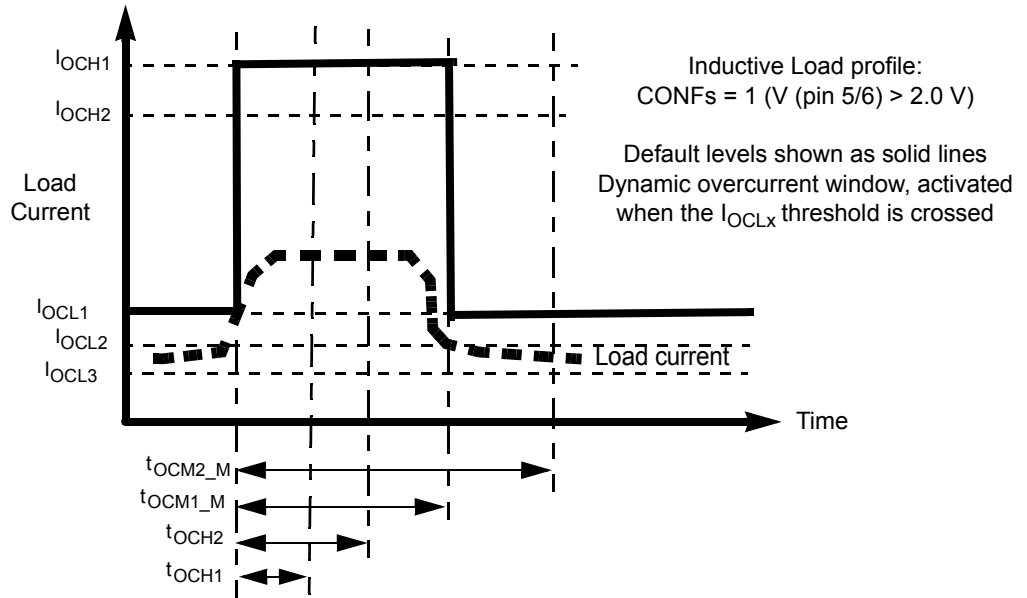 I_OCH1
I_OCH2
Load
Current
I_OCL1
I_OCL2
I_OCL3
Inductive Load profile:
CONFs = 1 (V (pin 5/6) > 2.0 V)
Default levels shown as solid lines
Dynamic overcurrent window, activated
when the I_OCLx threshold is crossed
Load current
Time
t_OCM2_M
t_OCM1_M
t_OCH2
t_OCH1